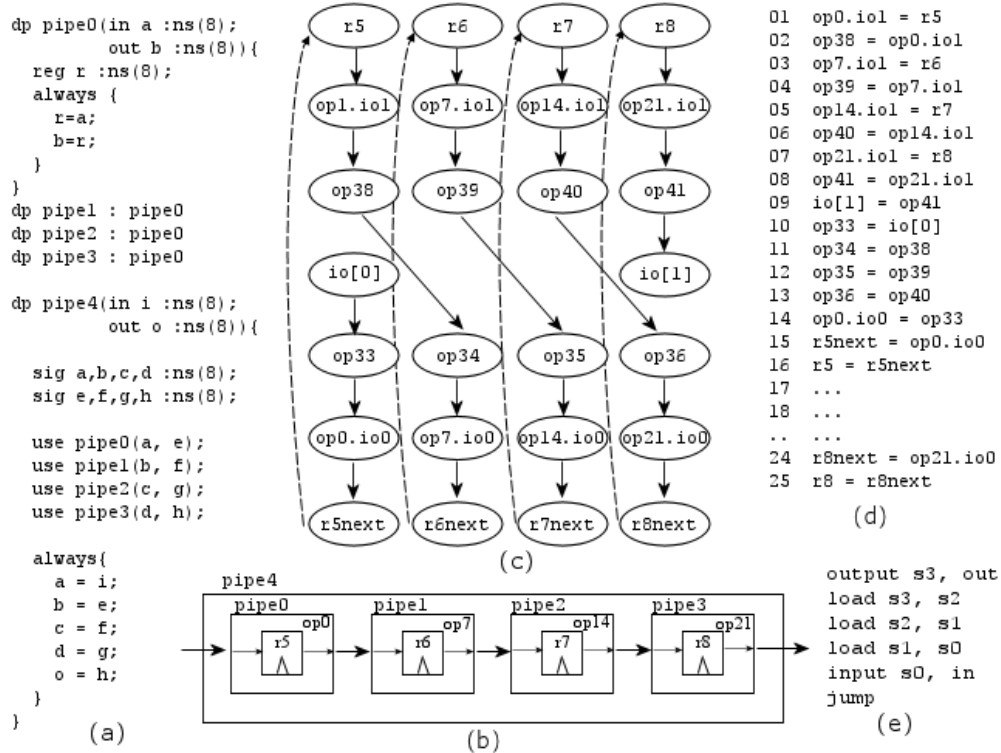 dp pipe0(in a :ns(8);
out b :ns(8)){
reg r :ns(8);
always {
r=a;
b=r;
}
}
dp pipe1 : pipe0
dp pipe2 : pipe0
dp pipe3 : pipe0
dp pipe4(in i :ns(8);
out o :ns(8)){
sig a,b,c,d :ns(8);
sig e,f,g,h :ns(8);
use pipe0(a, e);
use pipe1(b, f);
use pipe2(c, g);
use pipe3(d, h);
always{
a = i;
b = e;
c = f;
d = g;
o = h;
}
}
(a)
r5 r6 r7 r8
op1.io1 op7.io1 op14.io1 op21.io1
op38 op39 op40 op41
io[0] io[1]
op33 op34 op35 op36
op0.io0 op7.io0 op14.io0 op21.io0
r5next r6next r7next r8next
(c)
pipe4
pipe0 pipe1 pipe2 pipe3
op0 op7 op14 op21
r5 r6 r7 r8
(b)
01 op0.io1 = r5
02 op38 = op0.io1
03 op7.io1 = r6
04 op39 = op7.io1
05 op14.io1 = r7
06 op40 = op14.io1
07 op21.io1 = r8
08 op41 = op21.io1
09 io[1] = op41
10 op33 = io[0]
11 op34 = op38
12 op35 = op39
13 op36 = op40
14 op0.io0 = op33
15 r5next = op0.io0
16 r5 = r5next
17 ...
18 ...
.. ...
24 r8next = op21.io0
25 r8 = r8next
(d)
output s3, out
load s3, s2
load s2, s1
load s1, s0
input s0, in
jump
(e)